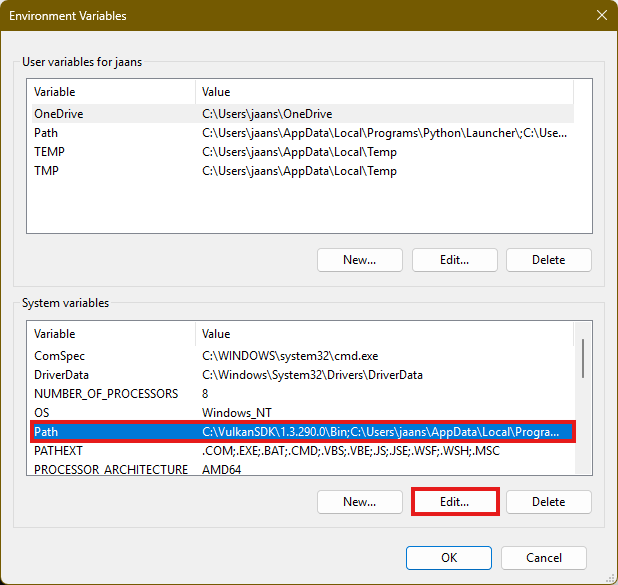 Environment Variables
User variables for jaans
Variable Value
OneDrive C:\Users\jaans\OneDrive
Path C:\Users\jaans\AppData\Local\Programs\Python\Launcher\;C:\Use...
TEMP C:\Users\jaans\AppData\Local\Temp
TMP C:\Users\jaans\AppData\Local\Temp
New... Edit... Delete
System variables
Variable Value
ComSpec C:\WINDOWS\system32\cmd.exe
DriverData C:\Windows\System32\Drivers\DriverData
NUMBER_OF_PROCESSORS 8
OS Windows_NT
Path C:\VulkanSDK\1.3.290.0\Bin;C:\Users\jaans\AppData\Local\Progra...
PATHEXT .COM;.EXE;.BAT;.CMD;.VBS;.VBE;.JS;.JSE;.WSF;.WSH;.MSC
PROCESSOR_ARCHITECTURE AMD64
New... Edit... Delete
OK Cancel